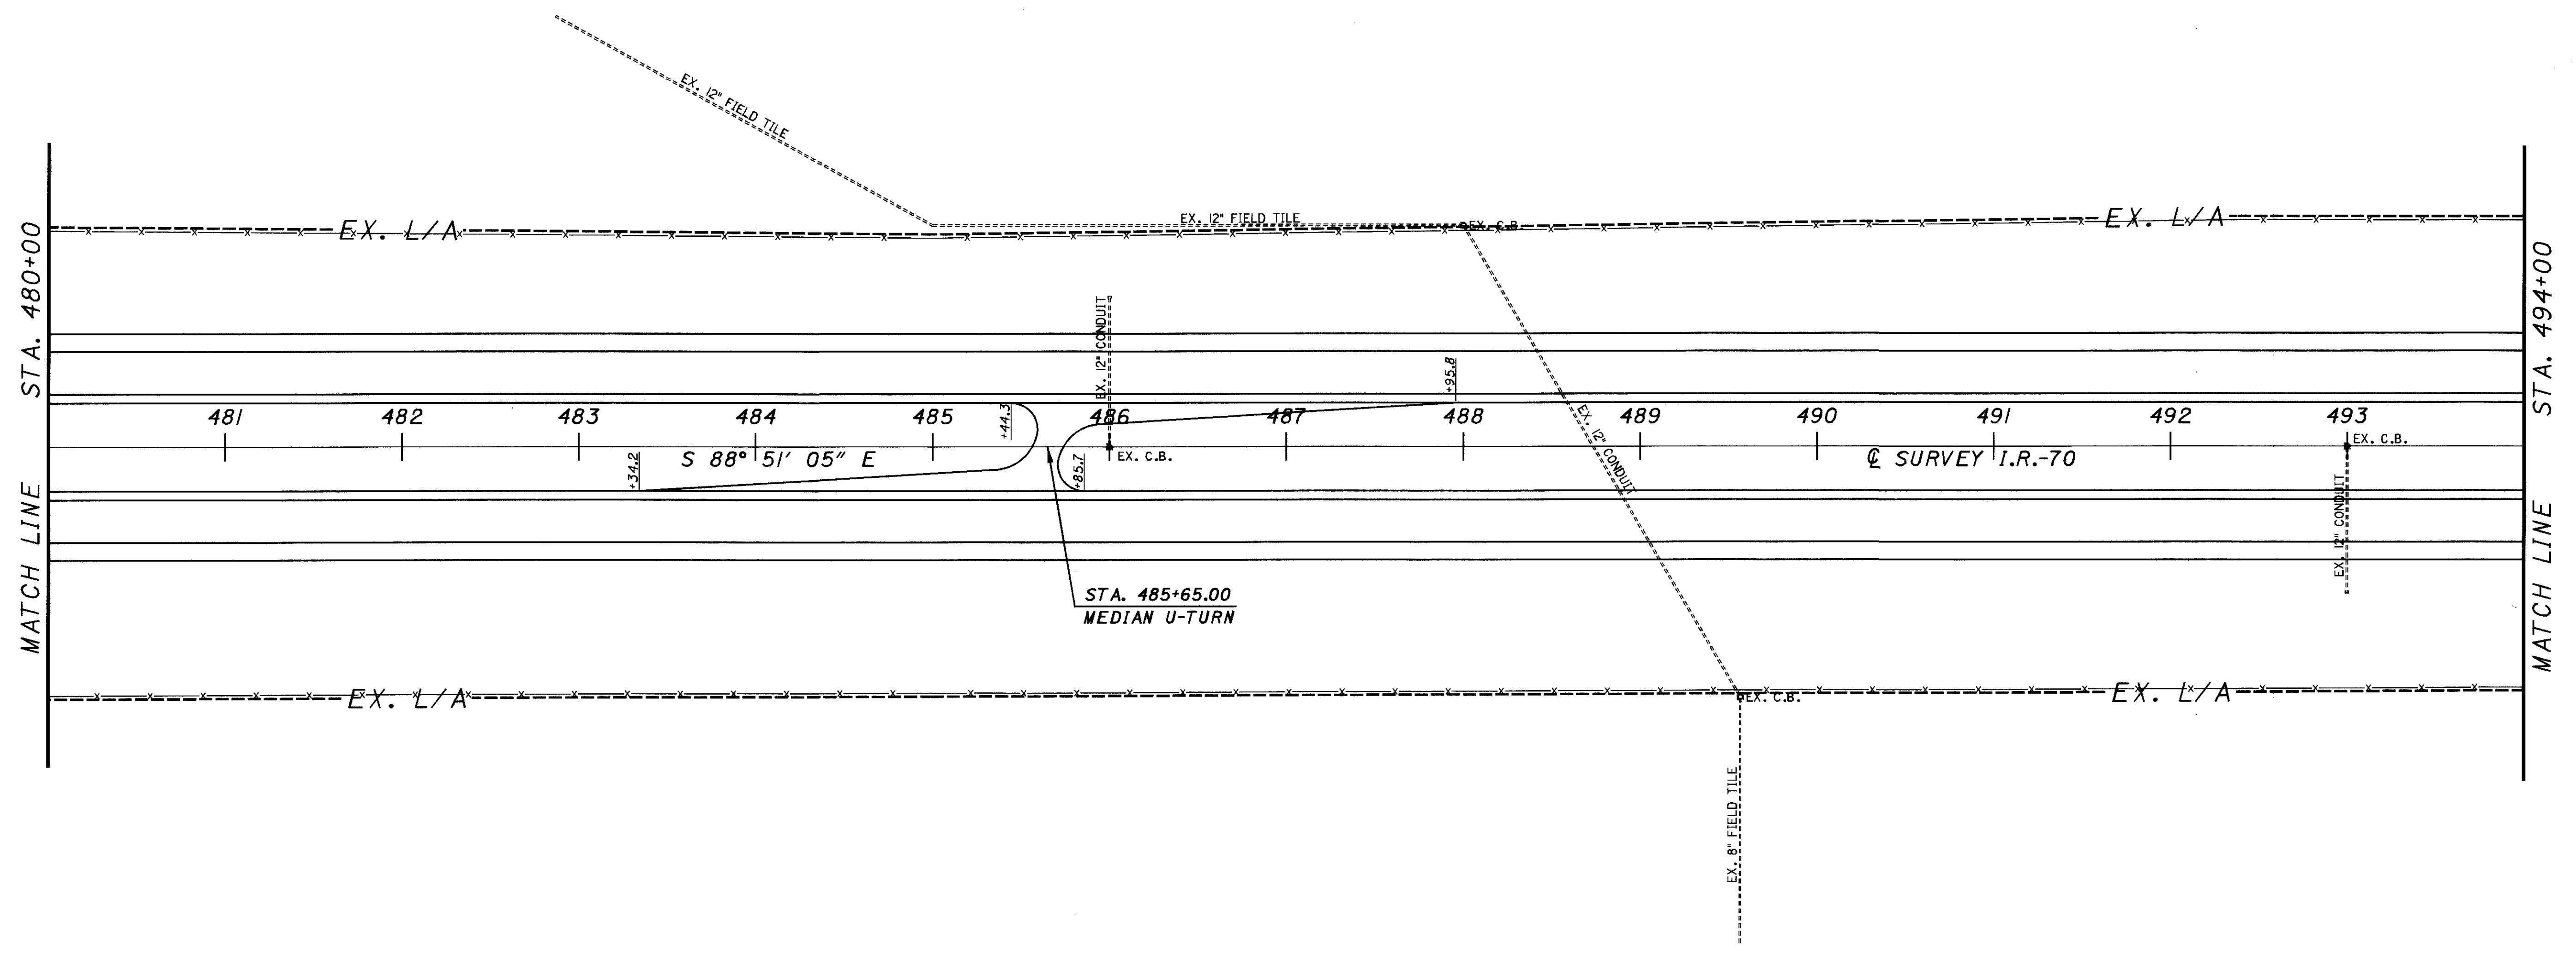 EX. 12" FIELD TILE
EX. 12" FIELD TILE
EX. L/A
EX. C.B.
EX. L/A
MATCH LINE STA. 480+00
MATCH LINE STA. 494+00
EX. 12" CONDUIT
+95.8
481 482 483 484 485 486 487 488 489 490 491 492 493
+44.3
EX. 12" CONDUIT
EX. C.B.
+34.2
S 88° 51' 05" E
EX. C.B.
+85.7
℄ SURVEY I.R.-70
EX. 12" CONDUIT
STA. 485+65.00
MEDIAN U-TURN
EX. L/A
EX. C.B.
EX. L/A
EX. 8" FIELD TILE